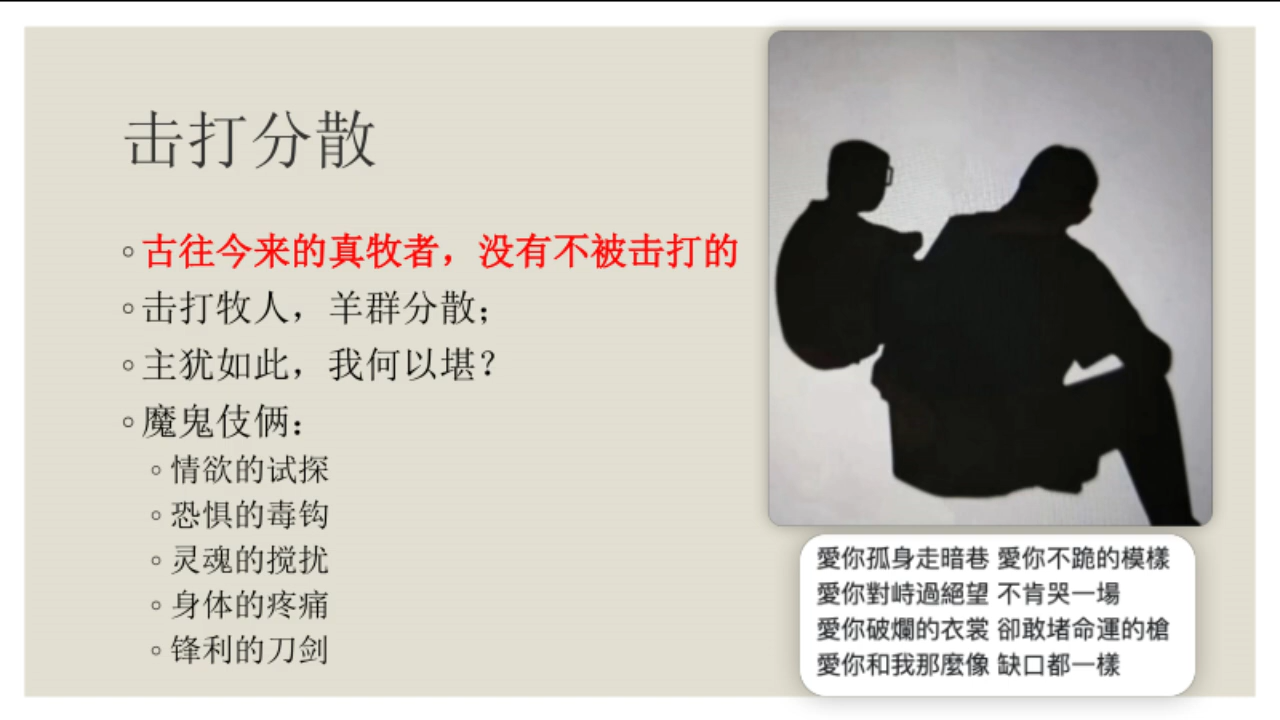 击打分散
古往今来的真牧者，没有不被击打的
击打牧人，羊群分散；
主犹如此，我何以堪？
魔鬼伎俩：
情欲的试探
恐惧的毒钩
灵魂的搅扰
身体的疼痛
锋利的刀剑
愛你孤身走暗巷 愛你不跪的模樣
愛你對峙過絕望 不肯哭一場
愛你破爛的衣裳 卻敢堵命運的槍
愛你和我那麼像 缺口都一樣